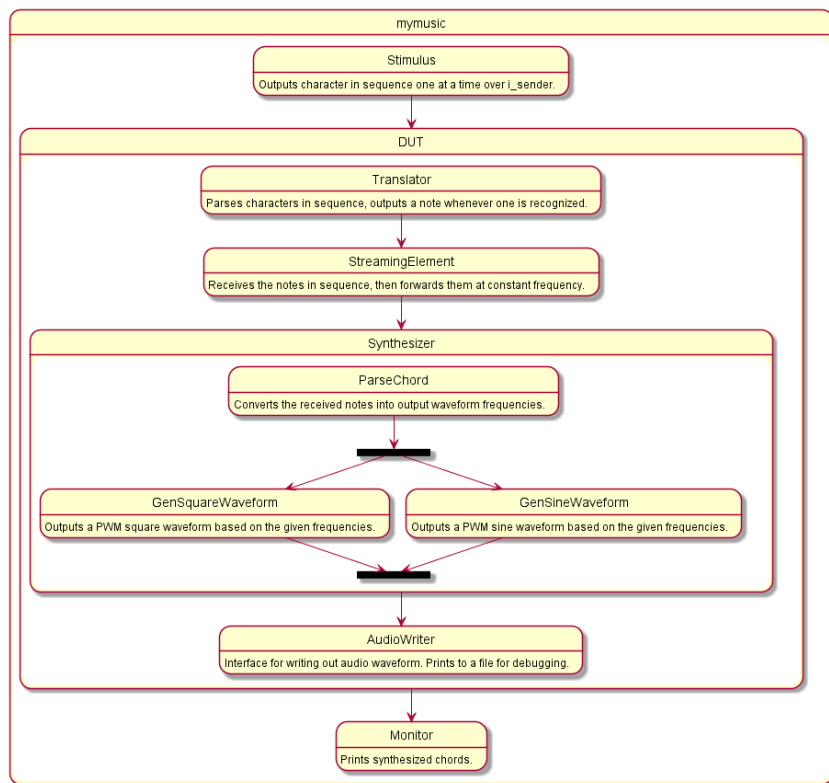 mymusic
Stimulus
Outputs character in sequence one at a time over i_sender.
DUT
Translator
Parses characters in sequence, outputs a note whenever one is recognized.
StreamingElement
Receives the notes in sequence, then forwards them at constant frequency.
Synthesizer
ParseChord
Converts the received notes into output waveform frequencies.
GenSquareWaveform
Outputs a PWM square waveform based on the given frequencies.
GenSineWaveform
Outputs a PWM sine waveform based on the given frequencies.
AudioWriter
Interface for writing out audio waveform. Prints to a file for debugging.
Monitor
Prints synthesized chords.